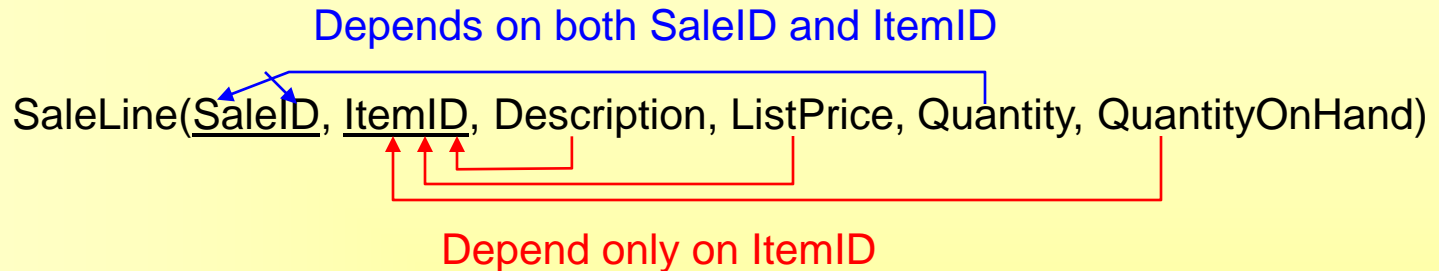 Depends on both SaleID and ItemID
SaleLine(SaleID, ItemID, Description, ListPrice, Quantity, QuantityOnHand)
Depend only on ItemID